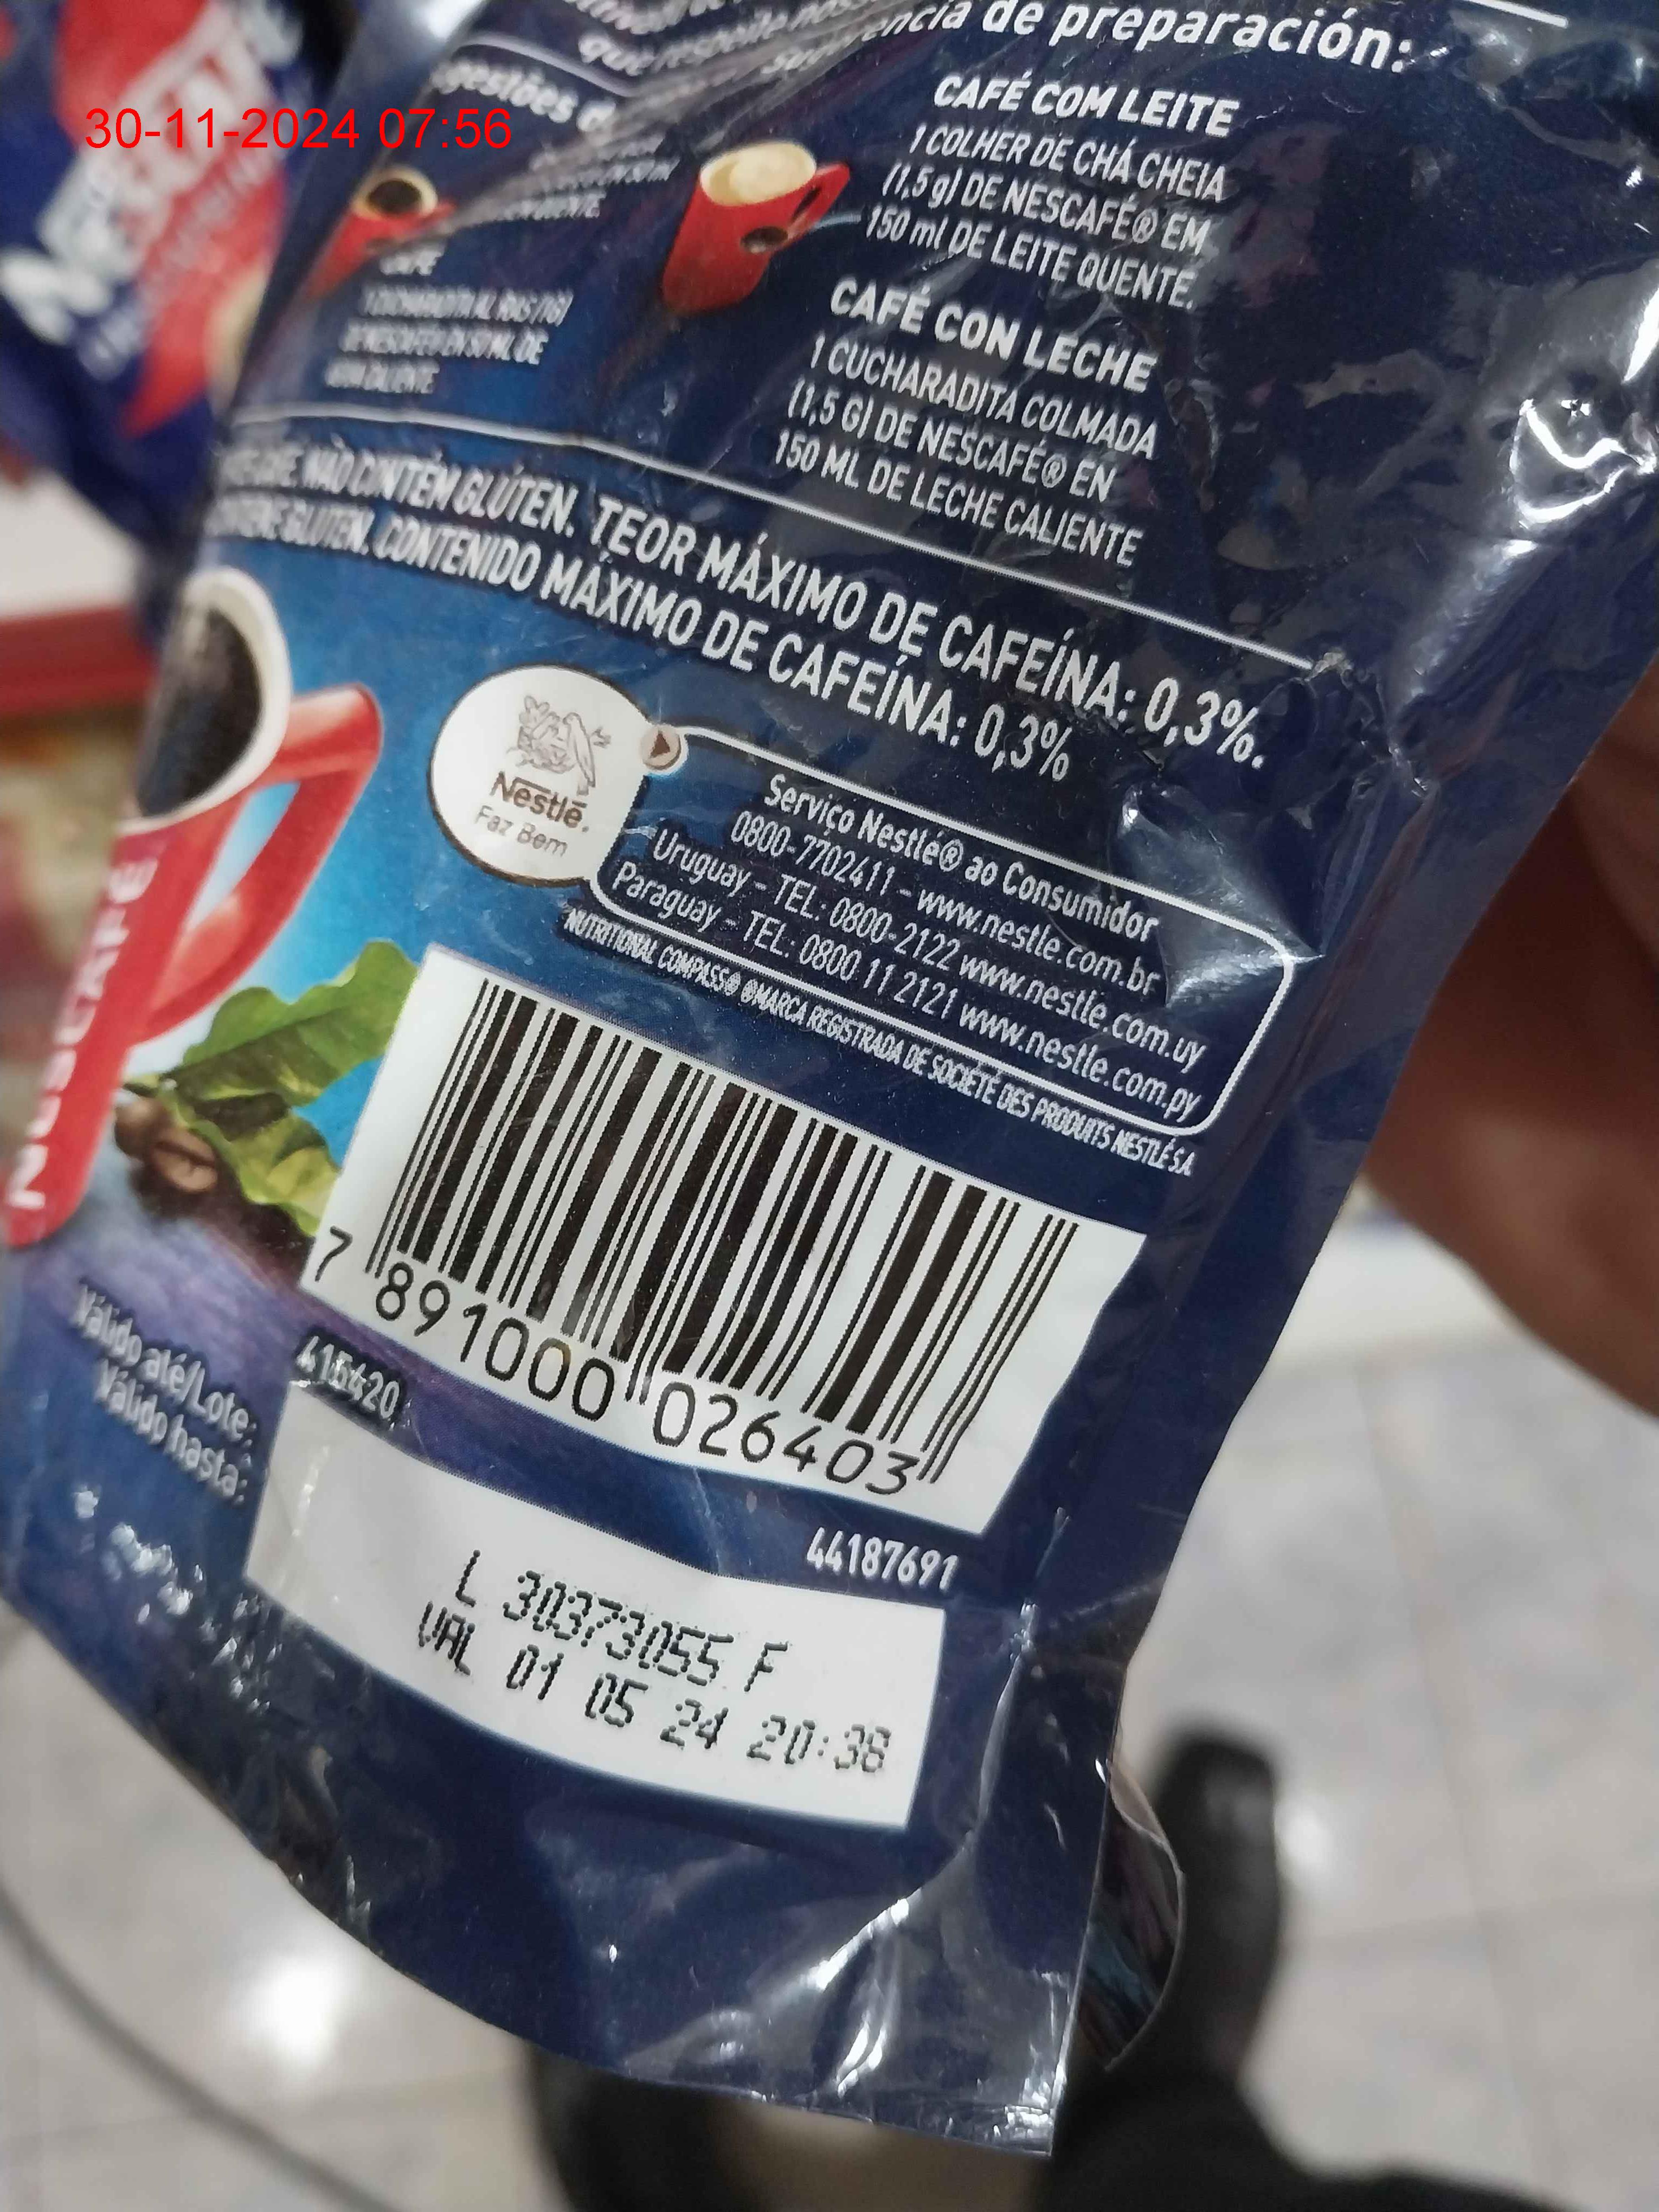 30-11-2024 07:56
de preparación:
CAFÉ COM LEITE
1 COLHER DE CHÁ CHEIA
(1,5 g) DE NESCAFÉ® EM
150 ml DE LEITE QUENTE.
CAFÉ CON LECHE
1 CUCHARADITA COLMADA
(1,5 G) DE NESCAFÉ® EN
150 ML DE LECHE CALIENTE
NÃO CONTÉM GLÚTEN. TEOR MÁXIMO DE CAFEÍNA: 0,3%.
GLUTEN. CONTENIDO MÁXIMO DE CAFEÍNA: 0,3%
Nestlé.
Faz Bem
Serviço Nestlé® ao Consumidor
0800-7702411 - www.nestle.com.br
Uruguay - TEL: 0800-2122 www.nestle.com.uy
Paraguay - TEL: 0800 11 2121 www.nestle.com.py
NUTRITIONAL COMPASS® ®MARCA REGISTRADA DE SOCIÉTÉ DES PRODUITS NESTLÉ S.A.
NESCAFÉ
7 891000 026403
415420
Válido até/Lote:
Válido hasta:
44187691
L 30373055 F
VAL 01 05 24 20:38